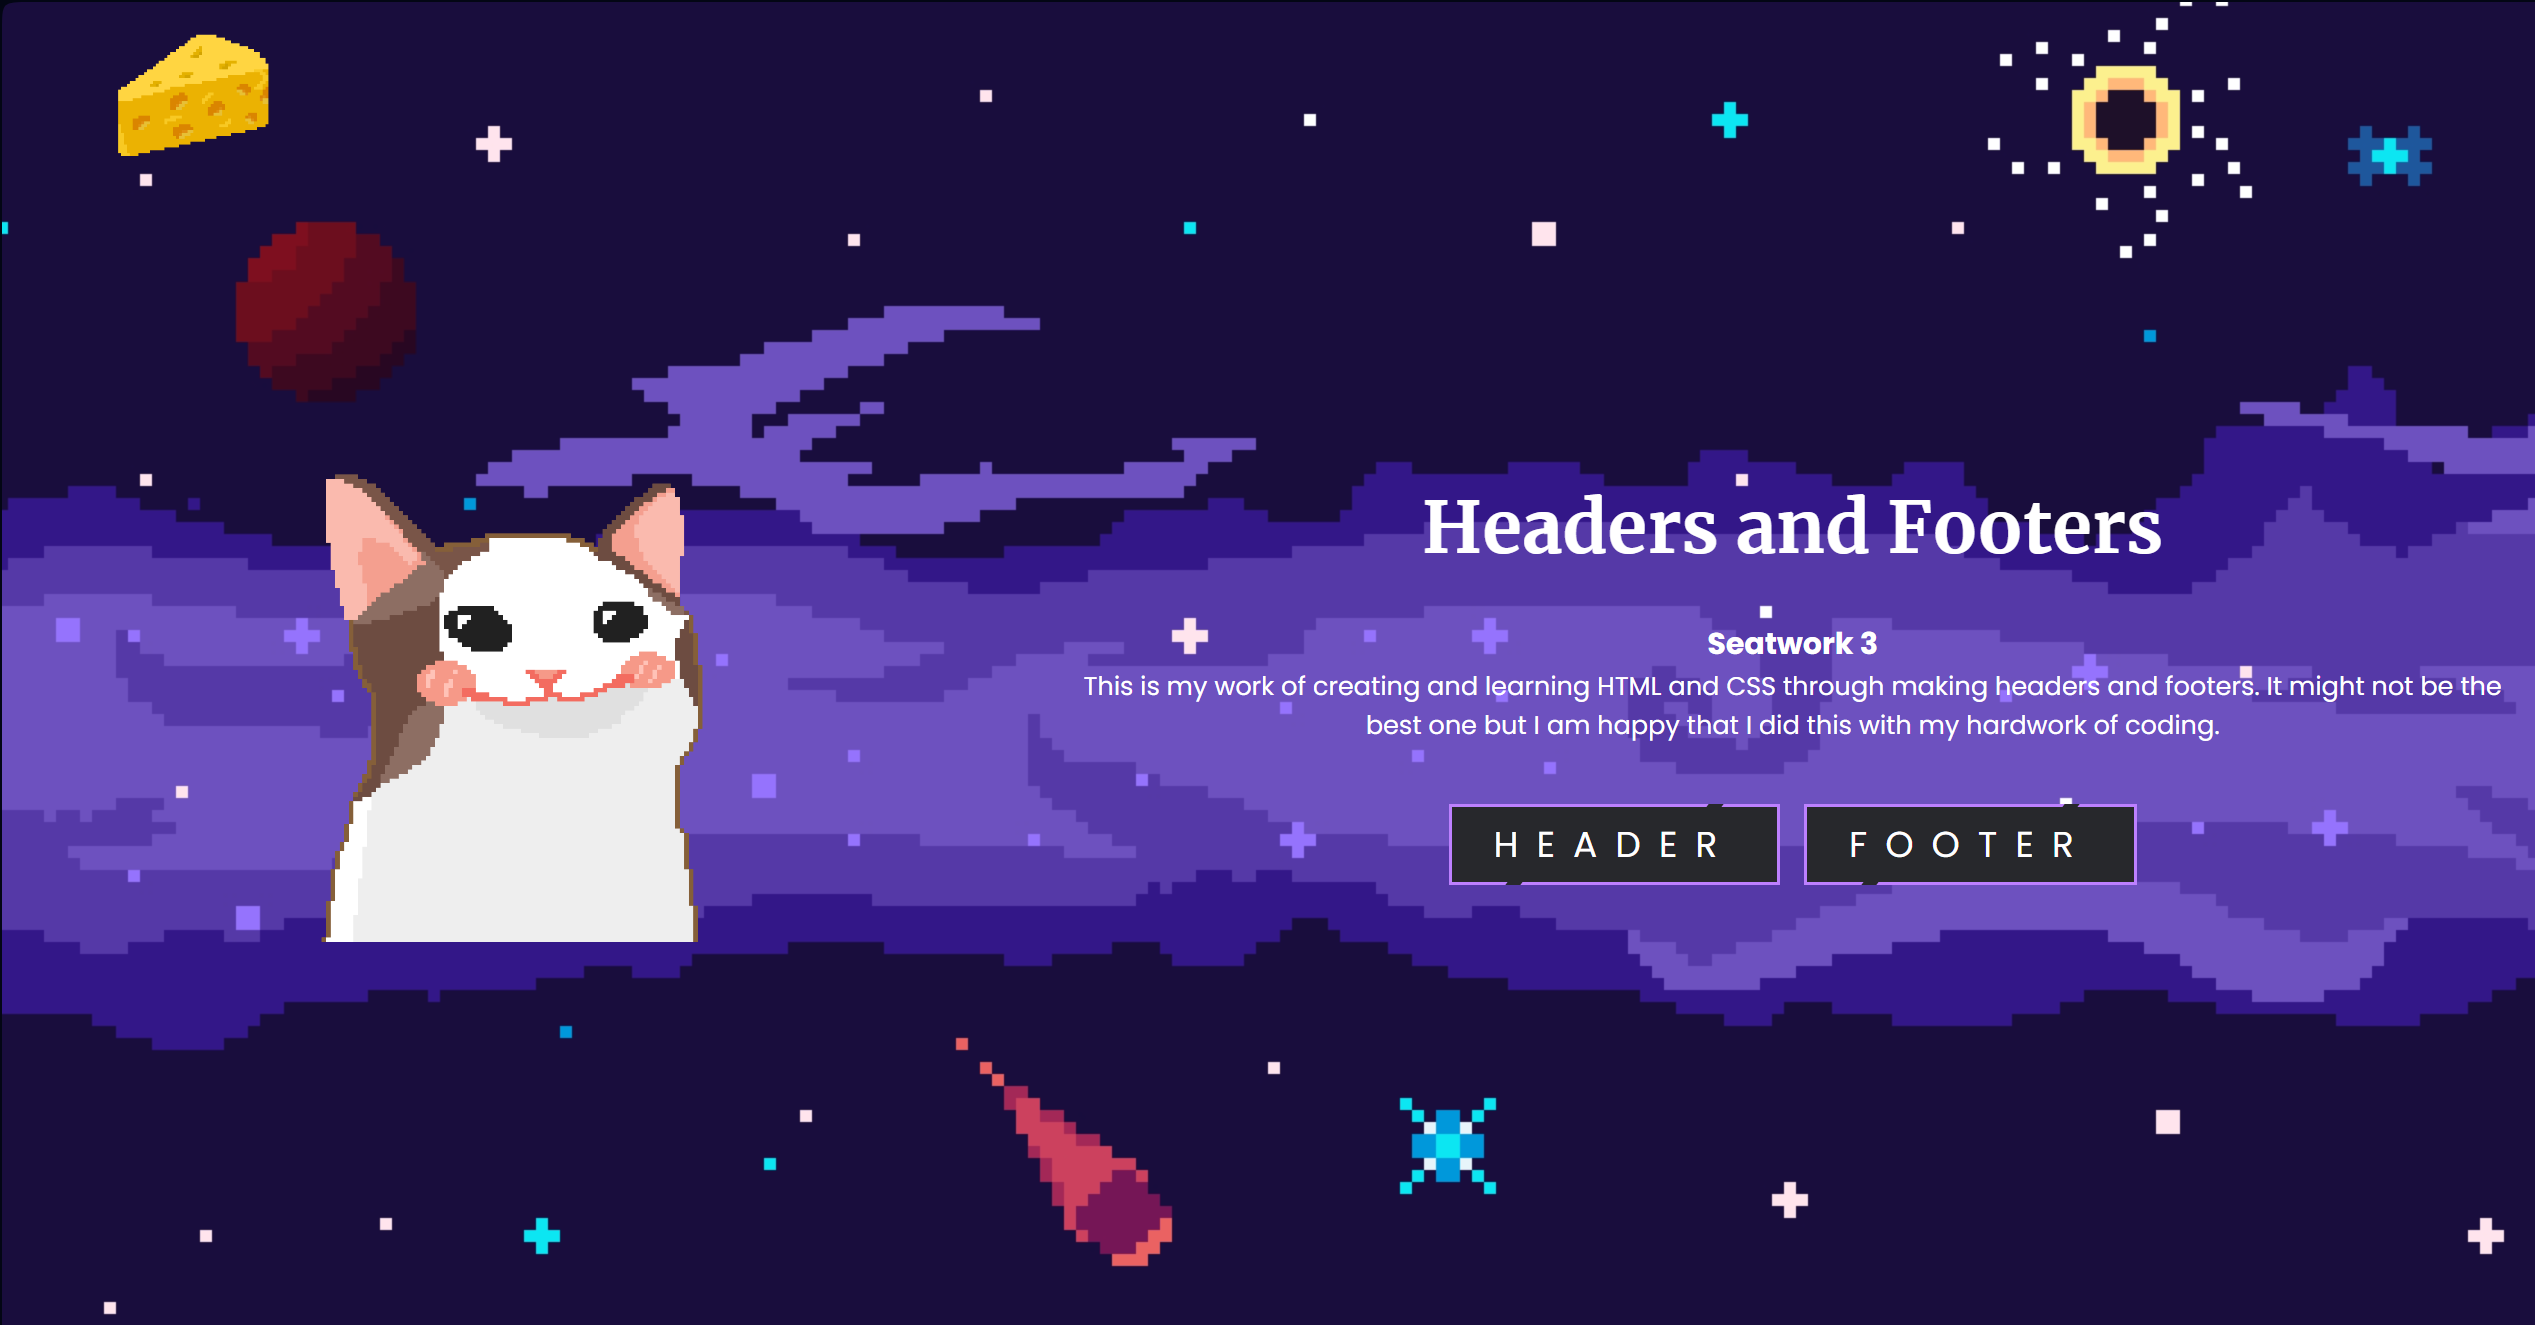 Headers and Footers
Seatwork 3
This is my work of creating and learning HTML and CSS through making headers and footers. It might not be the
best one but I am happy that I did this with my hardwork of coding.
HEADER
FOOTER